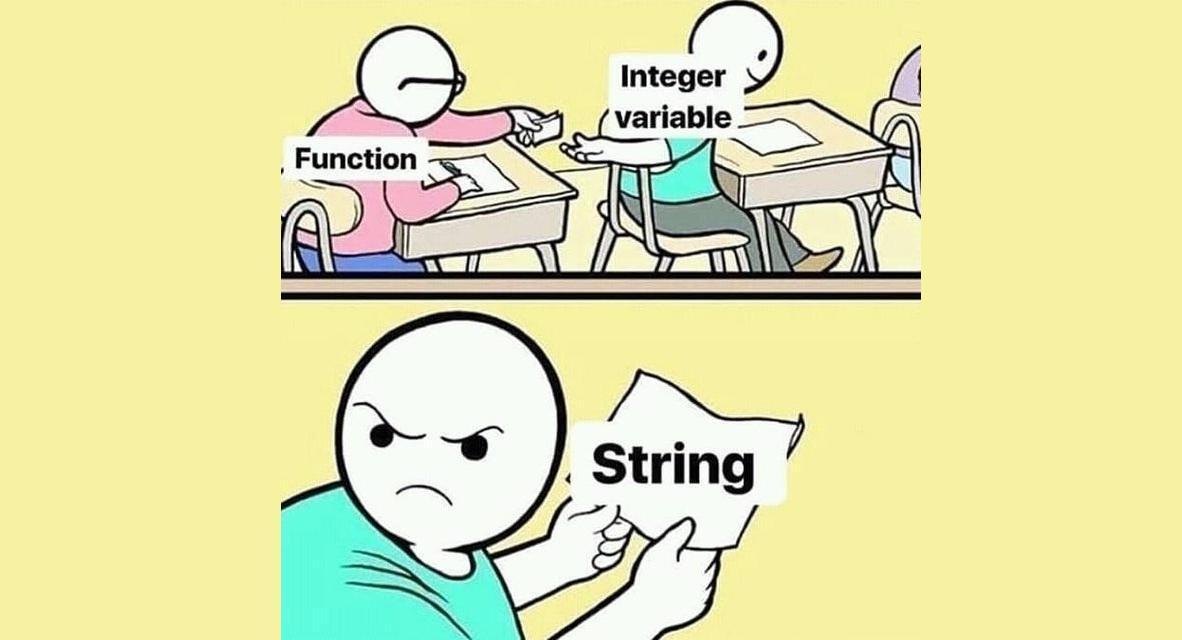 Integer
variable
Function
String